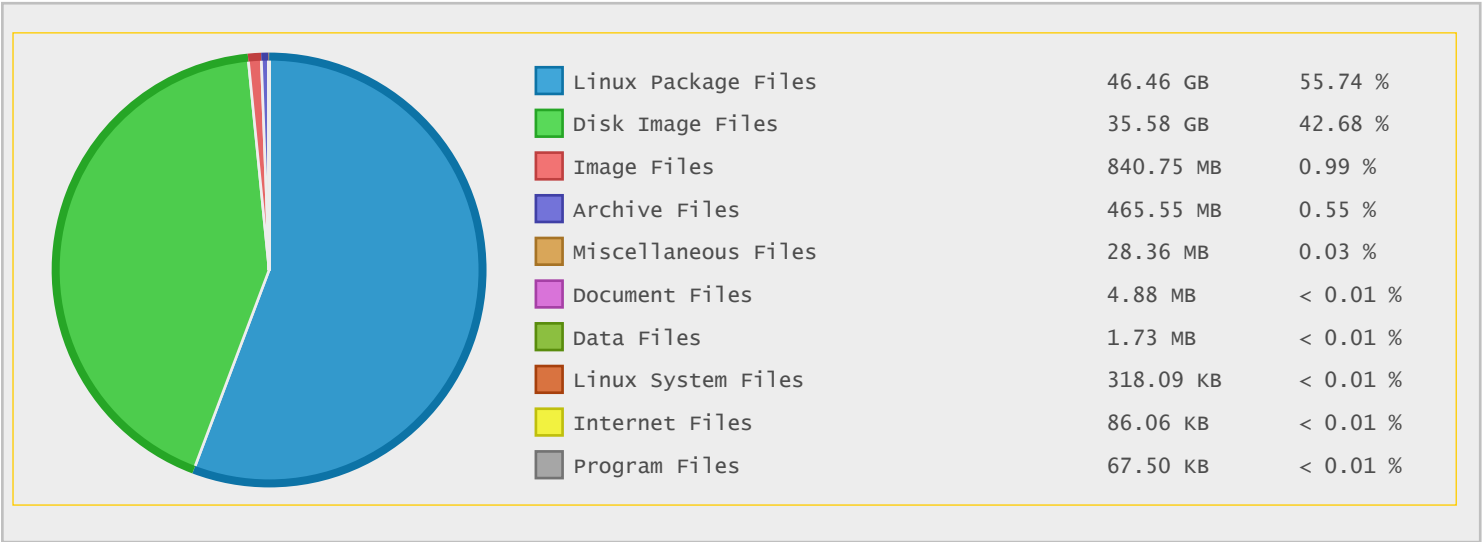 Linux Package Files 46.46 GB 55.74 %
Disk Image Files 35.58 GB 42.68 %
Image Files 840.75 MB 0.99 %
Archive Files 465.55 MB 0.55 %
Miscellaneous Files 28.36 MB 0.03 %
Document Files 4.88 MB < 0.01 %
Data Files 1.73 MB < 0.01 %
Linux System Files 318.09 KB < 0.01 %
Internet Files 86.06 KB < 0.01 %
Program Files 67.50 KB < 0.01 %